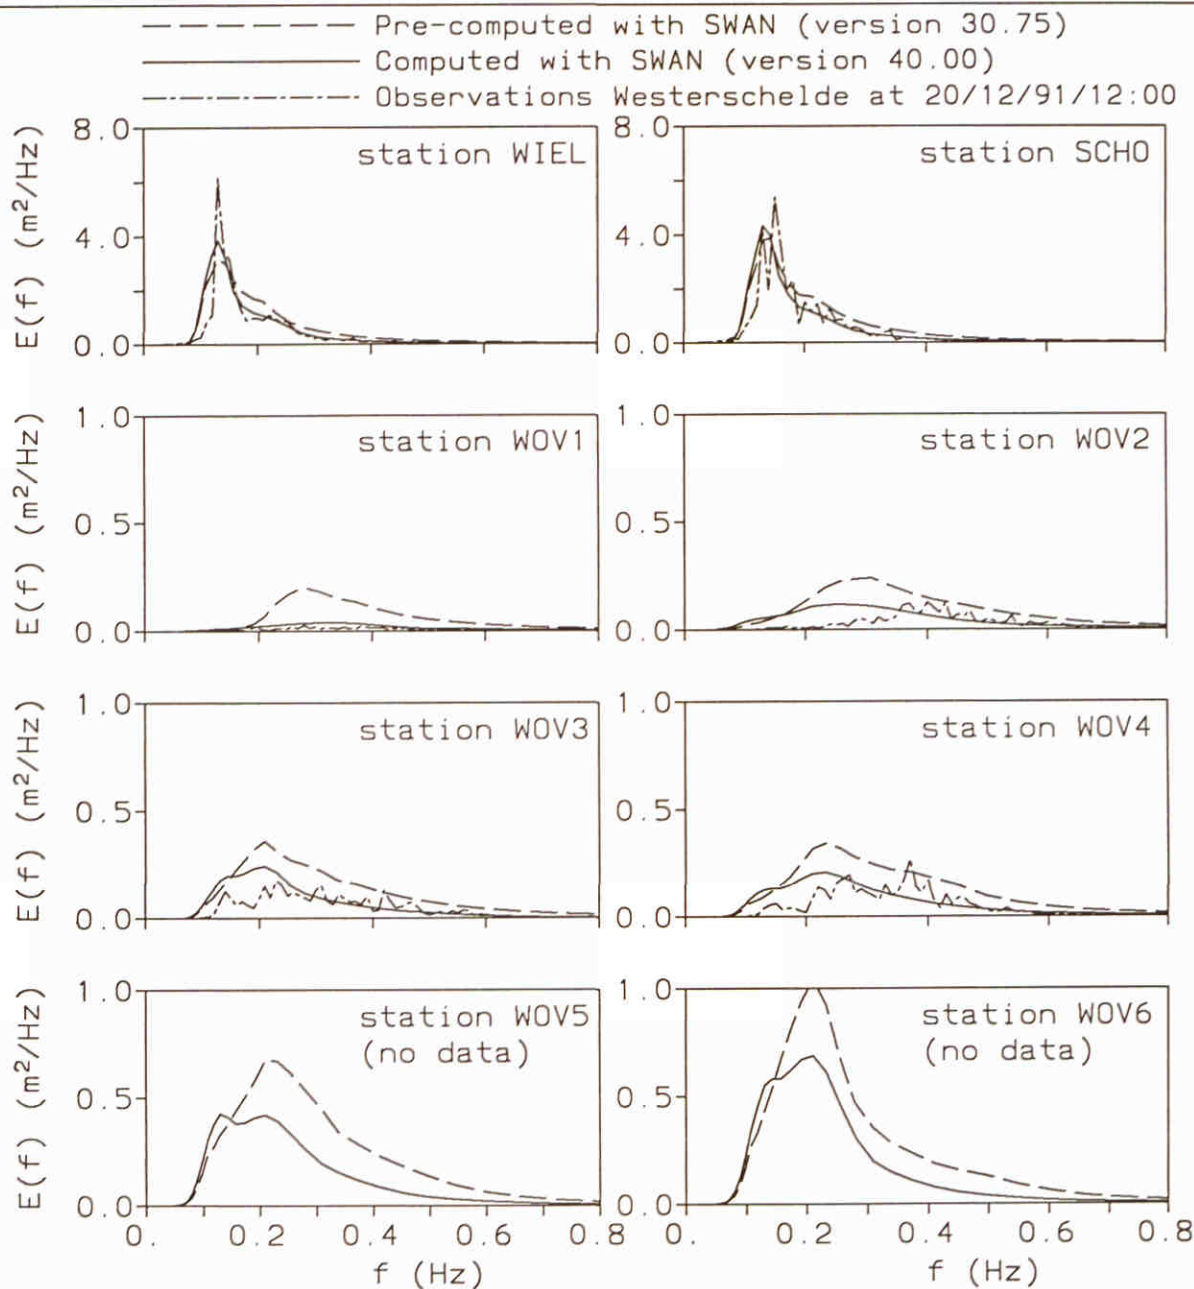 Pre-computed with SWAN (version 30.75)
Computed with SWAN (version 40.00)
Observations Westerschelde at 20/12/91/12:00
E(f) (m²/Hz)
8.0
4.0
0.0
station WIEL
8.0
4.0
0.0
station SCHO
E(f) (m²/Hz)
1.0
0.5
0.0
station WOV1
1.0
0.5
0.0
station WOV2
E(f) (m²/Hz)
1.0
0.5
0.0
station WOV3
1.0
0.5
0.0
station WOV4
E(f) (m²/Hz)
1.0
0.5
0.0
station WOV5
(no data)
1.0
0.5
0.0
station WOV6
(no data)
0. 0.2 0.4 0.6 0.8
f (Hz)
0. 0.2 0.4 0.6 0.8
f (Hz)